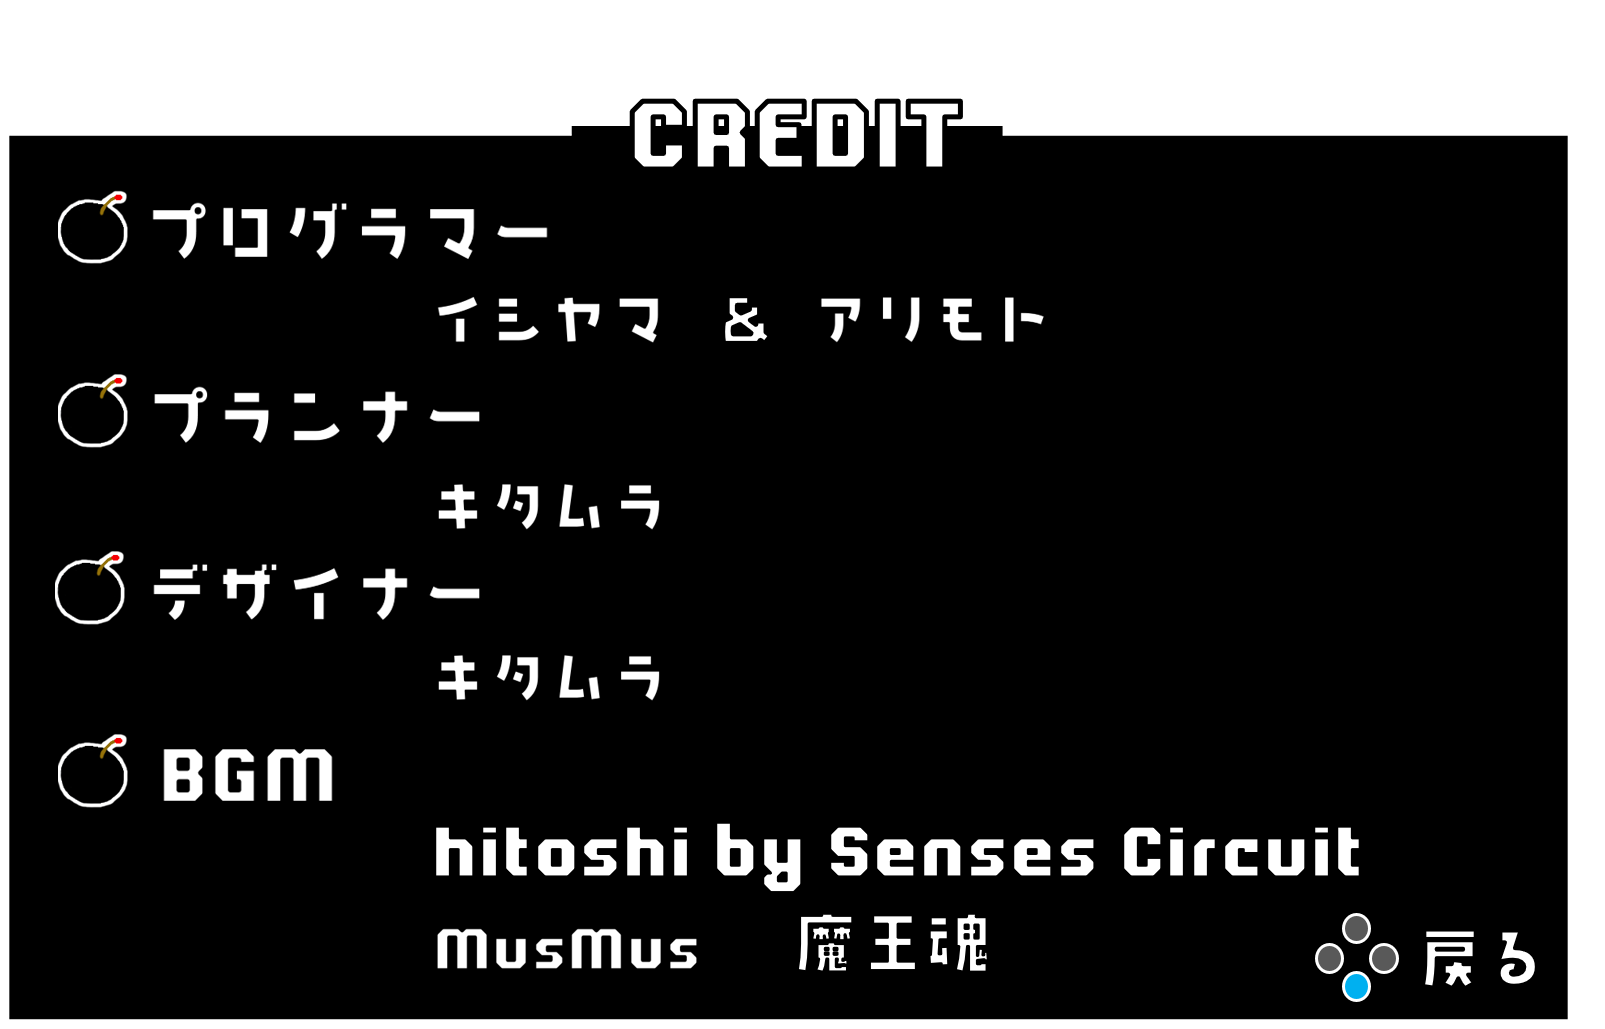 CREDIT
プログラマー
イシヤマ & アリモト
プランナー
キタムラ
デザイナー
キタムラ
BGM
hitoshi by Senses Circuit
MusMus 魔王魂
戻る